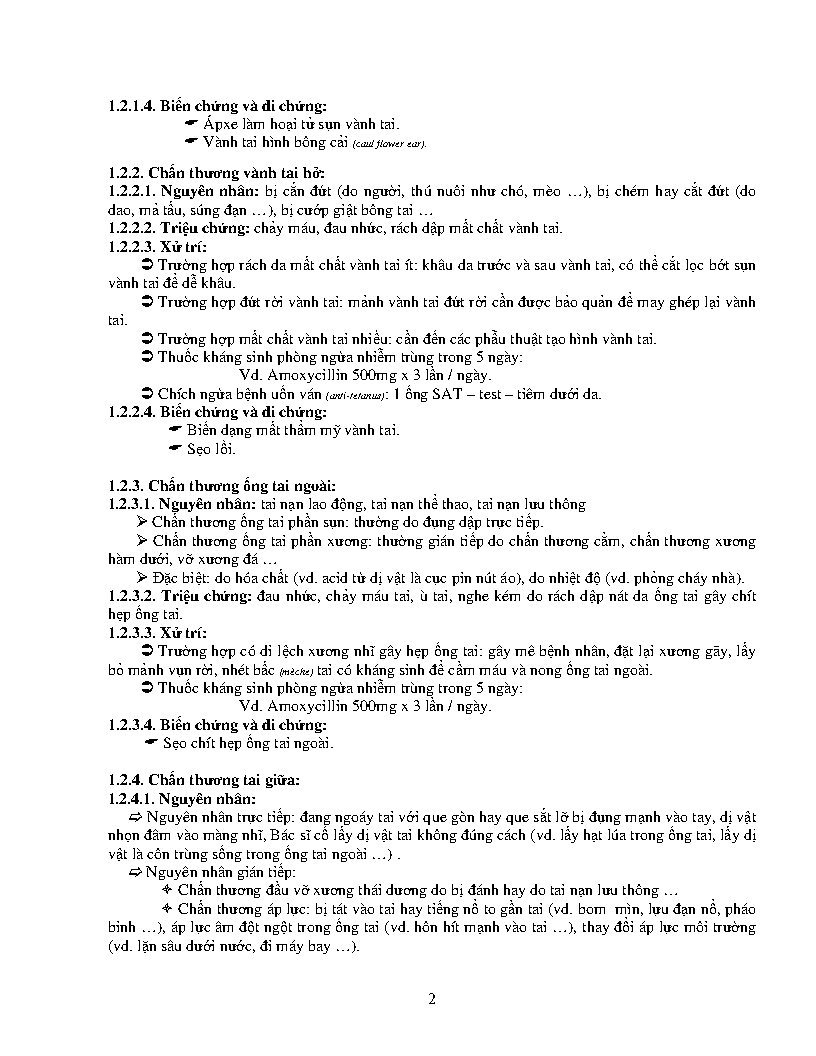 1.2.1.4. Biến chứng và di chứng:
☛ Ápxe làm hoại tử sụn vành tai.
☛ Vành tai hình bông cải (caul flower ear).
1.2.2. Chấn thương vành tai hở:
1.2.2.1. Nguyên nhân: bị cắn đứt (do người, thú nuôi như chó, mèo …), bị chém hay cắt đứt (do
dao, mã tấu, súng đạn …), bị cướp giật bông tai …
1.2.2.2. Triệu chứng: chảy máu, đau nhức, rách dập mất chất vành tai.
1.2.2.3. Xử trí:
➲ Trường hợp rách da mất chất vành tai ít: khâu da trước và sau vành tai, có thể cắt lọc bớt sụn
vành tai để dễ khâu.
➲ Trường hợp đứt rời vành tai: mảnh vành tai đứt rời cần được bảo quản để may ghép lại vành
tai.
➲ Trường hợp mất chất vành tai nhiều: cần đến các phẫu thuật tạo hình vành tai.
➲ Thuốc kháng sinh phòng ngừa nhiễm trùng trong 5 ngày:
Vd. Amoxycillin 500mg x 3 lần / ngày.
➲ Chích ngừa bệnh uốn ván (anti-tetanus): 1 ống SAT – test – tiêm dưới da.
1.2.2.4. Biến chứng và di chứng:
☛ Biến dạng mất thẩm mỹ vành tai.
☛ Sẹo lồi.
1.2.3. Chấn thương ống tai ngoài:
1.2.3.1. Nguyên nhân: tai nạn lao động, tai nạn thể thao, tai nạn lưu thông
➢ Chấn thương ống tai phần sụn: thường do đụng dập trực tiếp.
➢ Chấn thương ống tai phần xương: thường gián tiếp do chấn thương cằm, chấn thương xương
hàm dưới, vỡ xương đá …
➢ Đặc biệt: do hóa chất (vd. acid từ dị vật là cục pin nút áo), do nhiệt độ (vd. phỏng cháy nhà).
1.2.3.2. Triệu chứng: đau nhức, chảy máu tai, ù tai, nghe kém do rách dập nát da ống tai gây chít
hẹp ống tai.
1.2.3.3. Xử trí:
➲ Trường hợp có di lệch xương nhĩ gây hẹp ống tai: gây mê bệnh nhân, đặt lại xương gãy, lấy
bỏ mảnh vụn rời, nhét bấc (mèche) tai có kháng sinh để cầm máu và nong ống tai ngoài.
➲ Thuốc kháng sinh phòng ngừa nhiễm trùng trong 5 ngày:
Vd. Amoxycillin 500mg x 3 lần / ngày.
1.2.3.4. Biến chứng và di chứng:
☛ Sẹo chít hẹp ống tai ngoài.
1.2.4. Chấn thương tai giữa:
1.2.4.1. Nguyên nhân:
➯ Nguyên nhân trực tiếp: đang ngoáy tai với que gòn hay que sắt lỡ bị đụng mạnh vào tay, dị vật
nhọn đâm vào màng nhĩ, Bác sĩ cố lấy dị vật tai không đúng cách (vd. lấy hạt lúa trong ống tai, lấy dị
vật là côn trùng sống trong ống tai ngoài …) .
➯ Nguyên nhân gián tiếp:
✧ Chấn thương đầu vỡ xương thái dương do bị đánh hay do tai nạn lưu thông …
✧ Chấn thương áp lực: bị tát vào tai hay tiếng nổ to gần tai (vd. bom mìn, lựu đạn nổ, pháo
binh …), áp lực âm đột ngột trong ống tai (vd. hôn hít mạnh vào tai …), thay đổi áp lực môi trường
(vd. lặn sâu dưới nước, đi máy bay …).
2